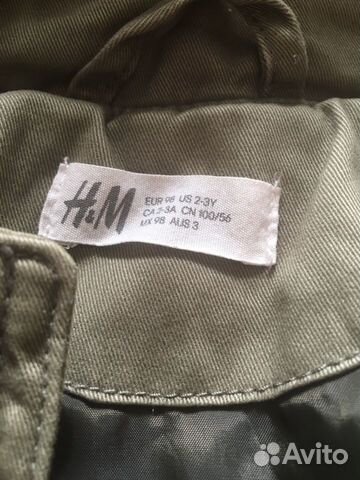 H&M
EUR 98 US 2-3Y
CA 2-3A CN 100/56
MX 98 AUS 3
Avito